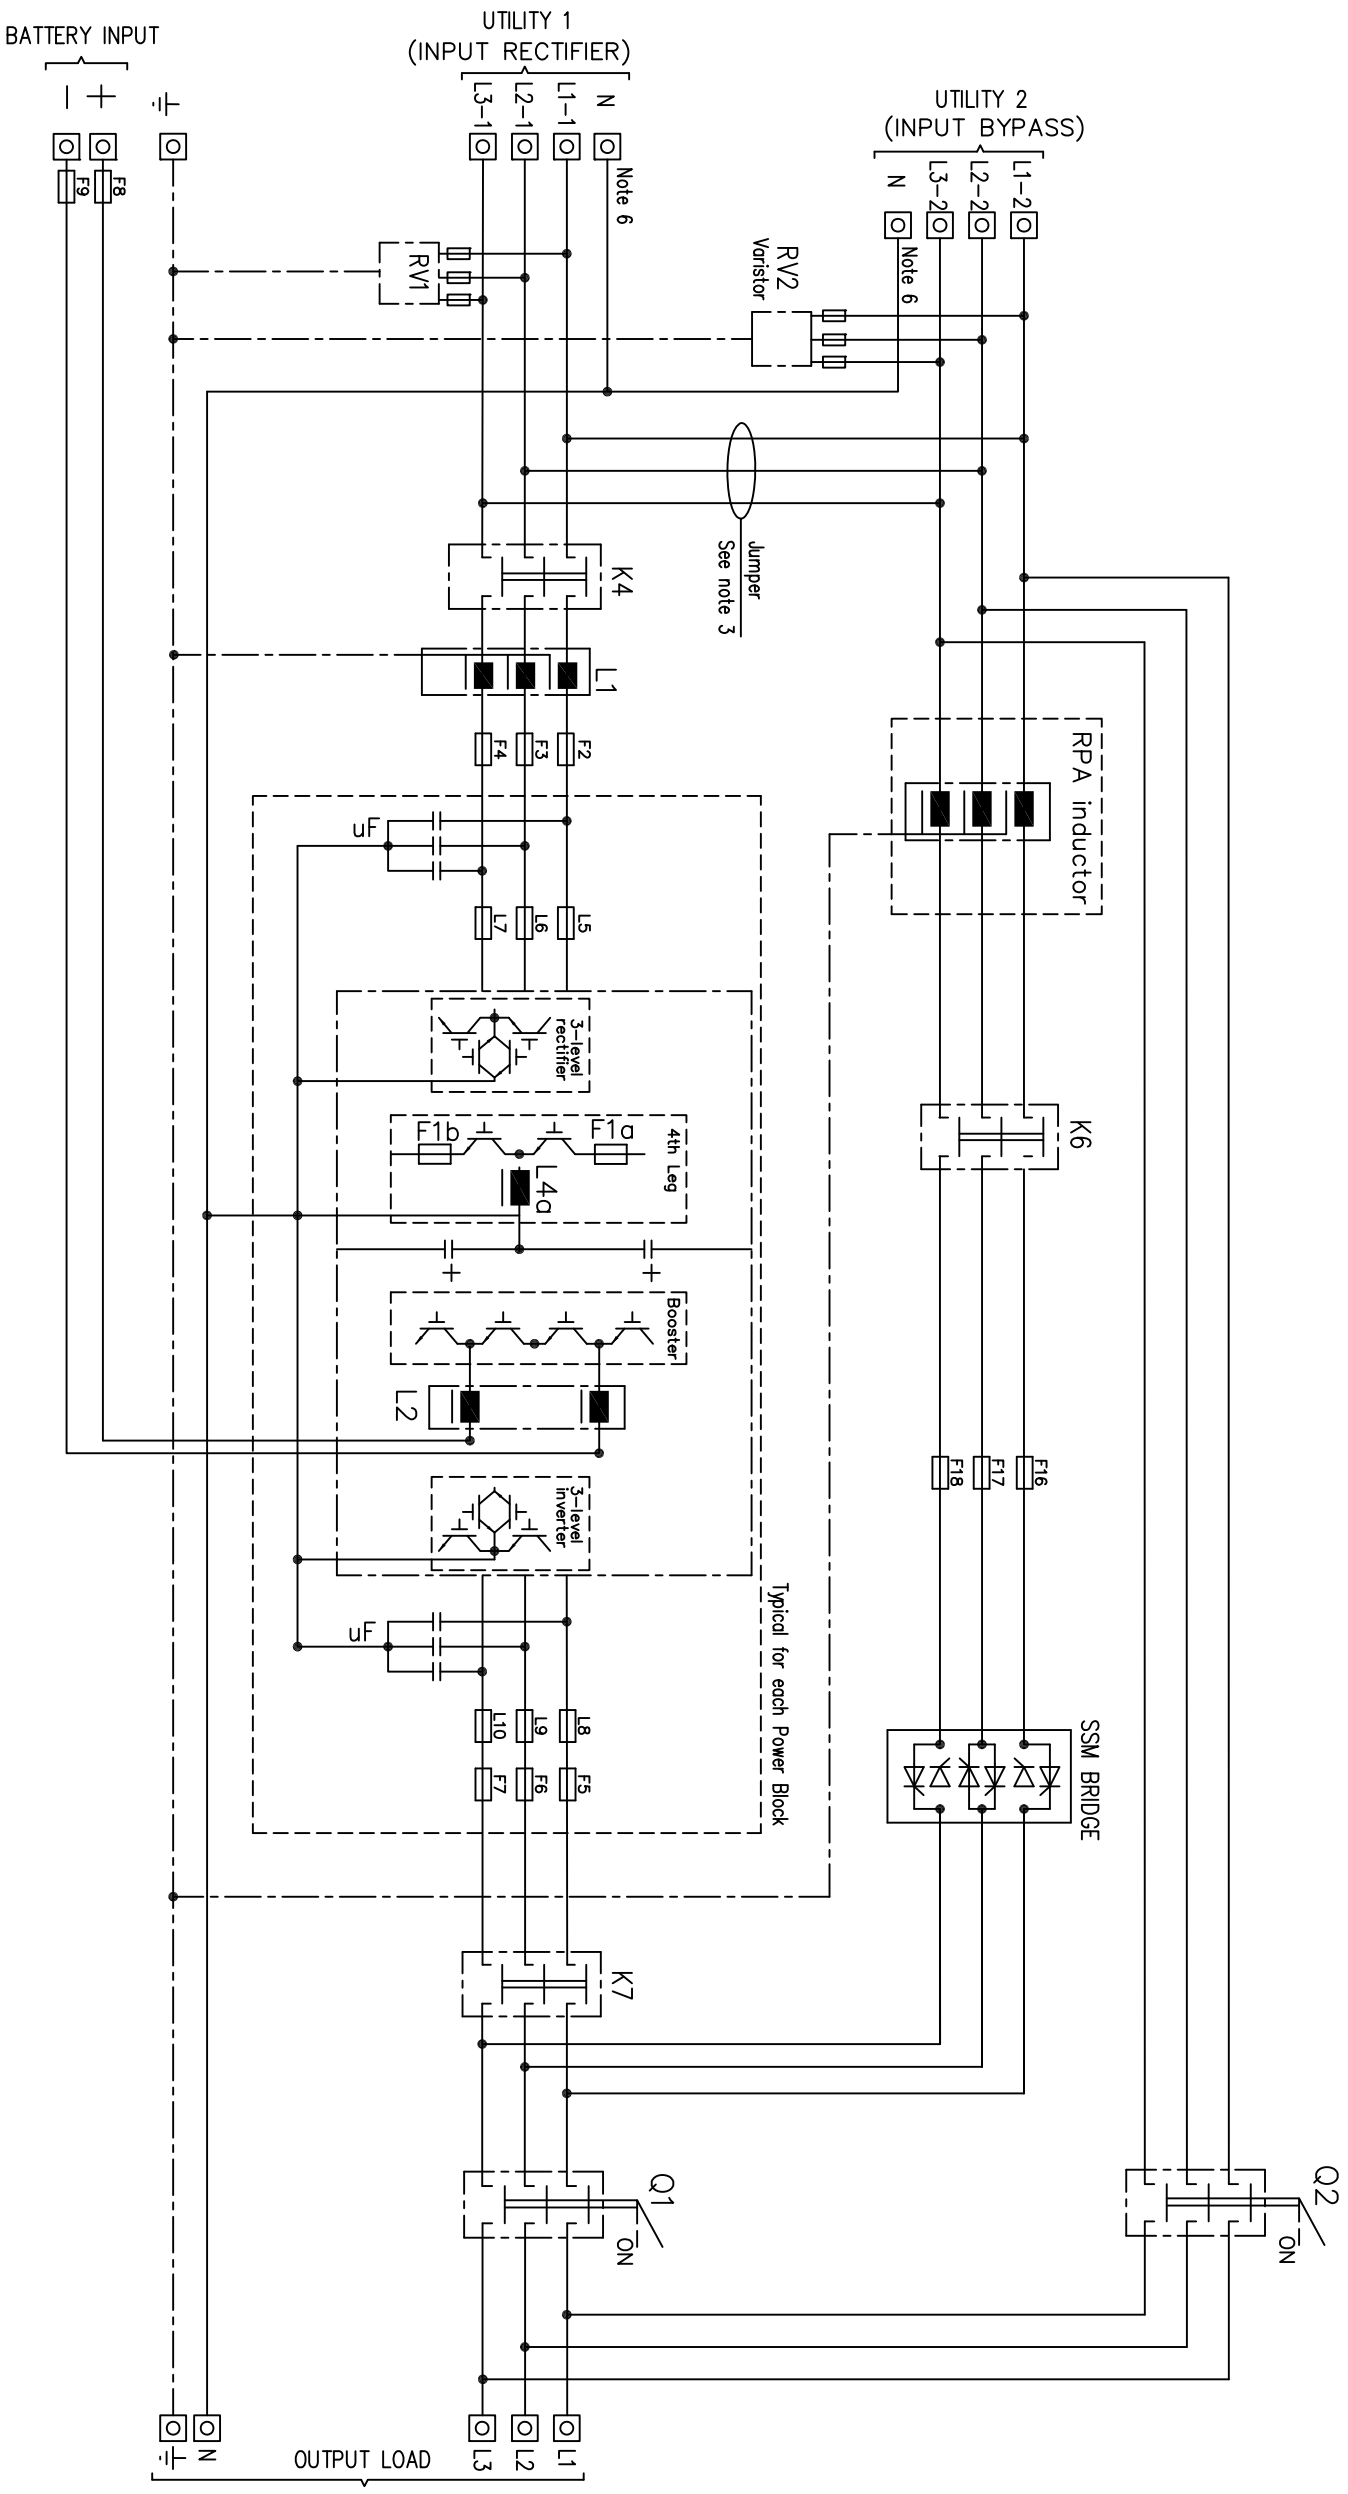 UTILITY 1
(INPUT RECTIFIER)
BATTERY INPUT
− +
L3-1
L2-1
L1-1
N
UTILITY 2
(INPUT BYPASS)
N
L3-2
L2-2
L1-2
F9
F8
Note 6
Note 6
RV1
RV2
Varistor
Jumper
See note 3
K4
L1
F4
F3
F2
RPA inductor
uF
L7
L6
L5
3-level
rectifier
F1b
F1a
4th Leg
L4a
K6
+
+
Booster
L2
F18
F17
F16
3-level
inverter
Typical for each Power Block
uF
L10
L9
L8
F7
F6
F5
SSM BRIDGE
K7
Q1
ON
Q2
ON
N
L3
L2
L1
OUTPUT LOAD